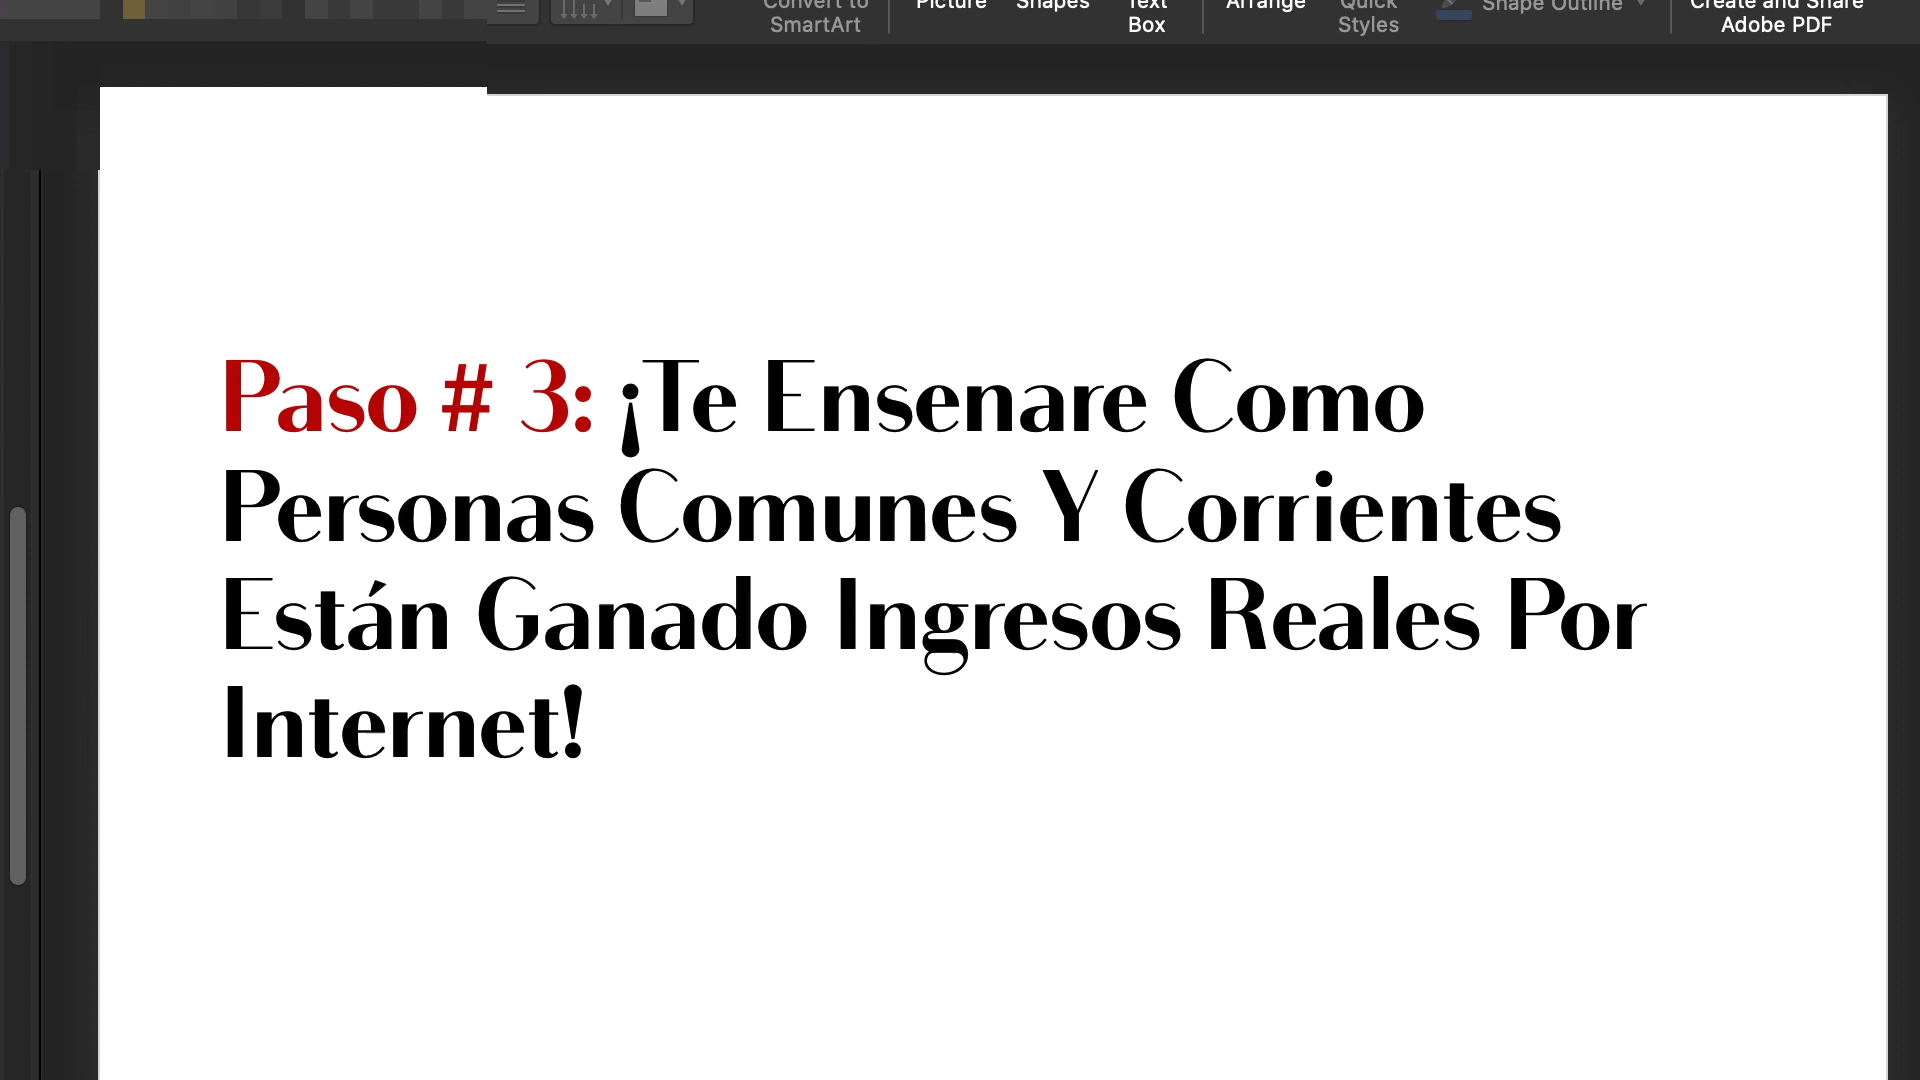 Convert to
SmartArt
Picture
Shapes
Text
Box
Arrange
Quick
Styles
Shape Outline
Create and Share
Adobe PDF
Paso # 3: ¡Te Ensenare Como
Personas Comunes Y Corrientes
Están Ganado Ingresos Reales Por
Internet!